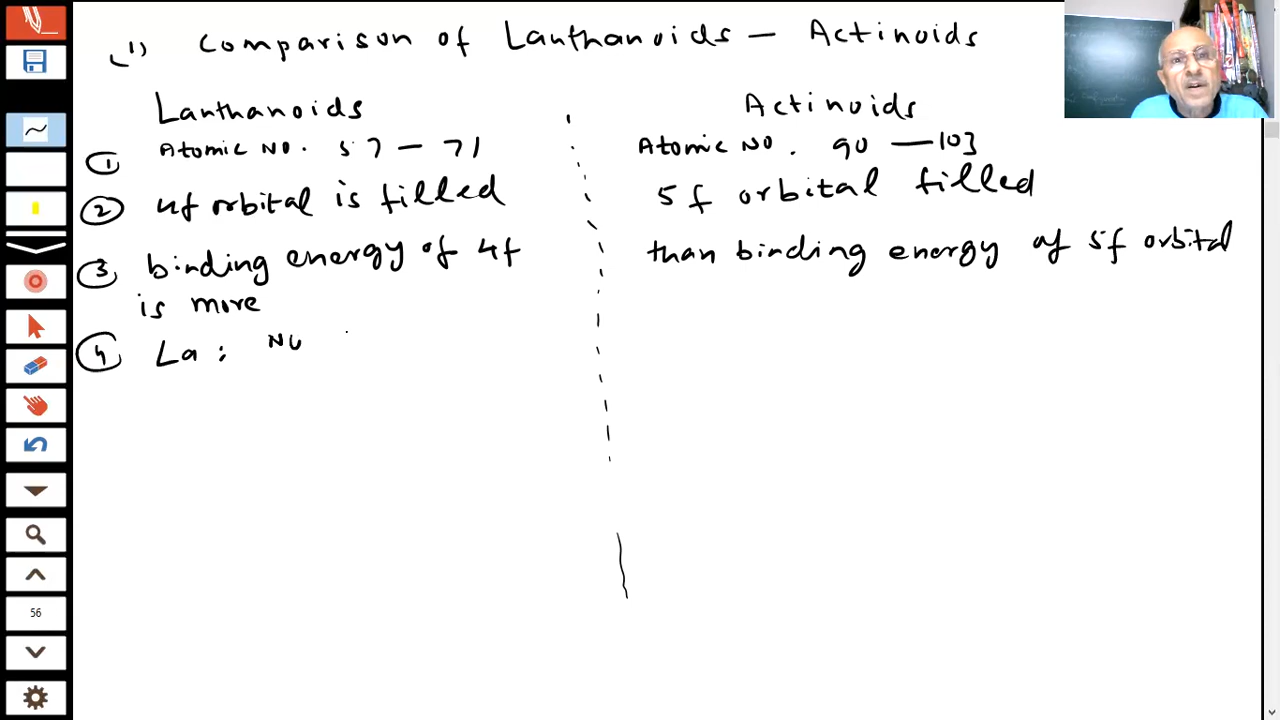 (1) Comparison of Lanthanoids – Actinoids
Lanthanoids
Actinoids
① Atomic No. 57 – 71
Atomic No. 90 – 103
② 4f orbital is filled
5f orbital filled
③ binding energy of 4f
than binding energy of 5f orbital
is more
④ La : No
56